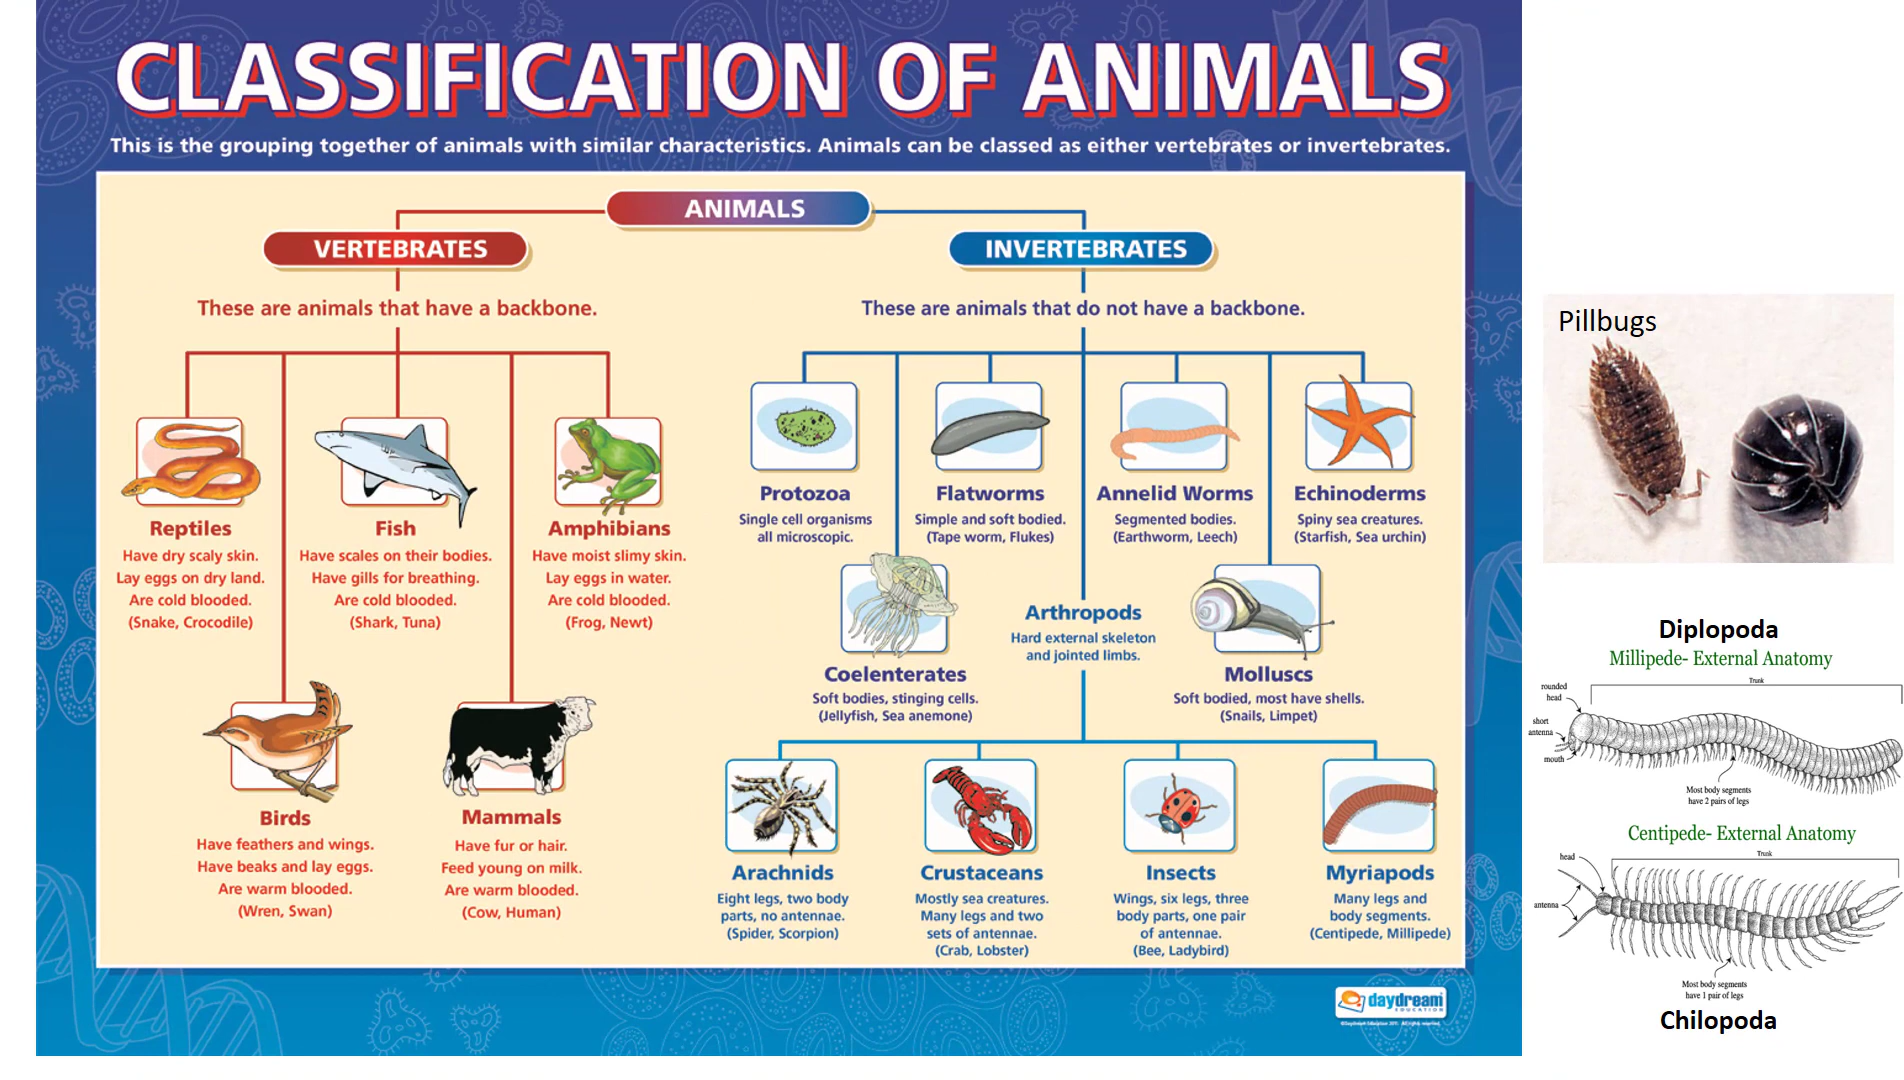 CLASSIFICATION OF ANIMALS
This is the grouping together of animals with similar characteristics. Animals can be classed as either vertebrates or invertebrates.
ANIMALS
VERTEBRATES
These are animals that have a backbone.
Reptiles
Have dry scaly skin.
Lay eggs on dry land.
Are cold blooded.
(Snake, Crocodile)
Fish
Have scales on their bodies.
Have gills for breathing.
Are cold blooded.
(Shark, Tuna)
Amphibians
Have moist slimy skin.
Lay eggs in water.
Are cold blooded.
(Frog, Newt)
Birds
Have feathers and wings.
Have beaks and lay eggs.
Are warm blooded.
(Wren, Swan)
Mammals
Have fur or hair.
Feed young on milk.
Are warm blooded.
(Cow, Human)
INVERTEBRATES
These are animals that do not have a backbone.
Protozoa
Single cell organisms
all microscopic.
Flatworms
Simple and soft bodied.
(Tape worm, Flukes)
Annelid Worms
Segmented bodies.
(Earthworm, Leech)
Echinoderms
Spiny sea creatures.
(Starfish, Sea urchin)
Coelenterates
Soft bodies, stinging cells.
(Jellyfish, Sea anemone)
Arthropods
Hard external skeleton
and jointed limbs.
Molluscs
Soft bodied, most have shells.
(Snails, Limpet)
Arachnids
Eight legs, two body
parts, no antennae.
(Spider, Scorpion)
Crustaceans
Mostly sea creatures.
Many legs and two
sets of antennae.
(Crab, Lobster)
Insects
Wings, six legs, three
body parts, one pair
of antennae.
(Bee, Ladybird)
Myriapods
Many legs and
body segments.
(Centipede, Millipede)
daydream
EDUCATION
Pillbugs
Diplopoda
Millipede- External Anatomy
Trunk
rounded
head
short
antenna
mouth
Most body segments
have 2 pairs of legs
Centipede- External Anatomy
Trunk
head
antenna
Most body segments
have 1 pair of legs
Chilopoda